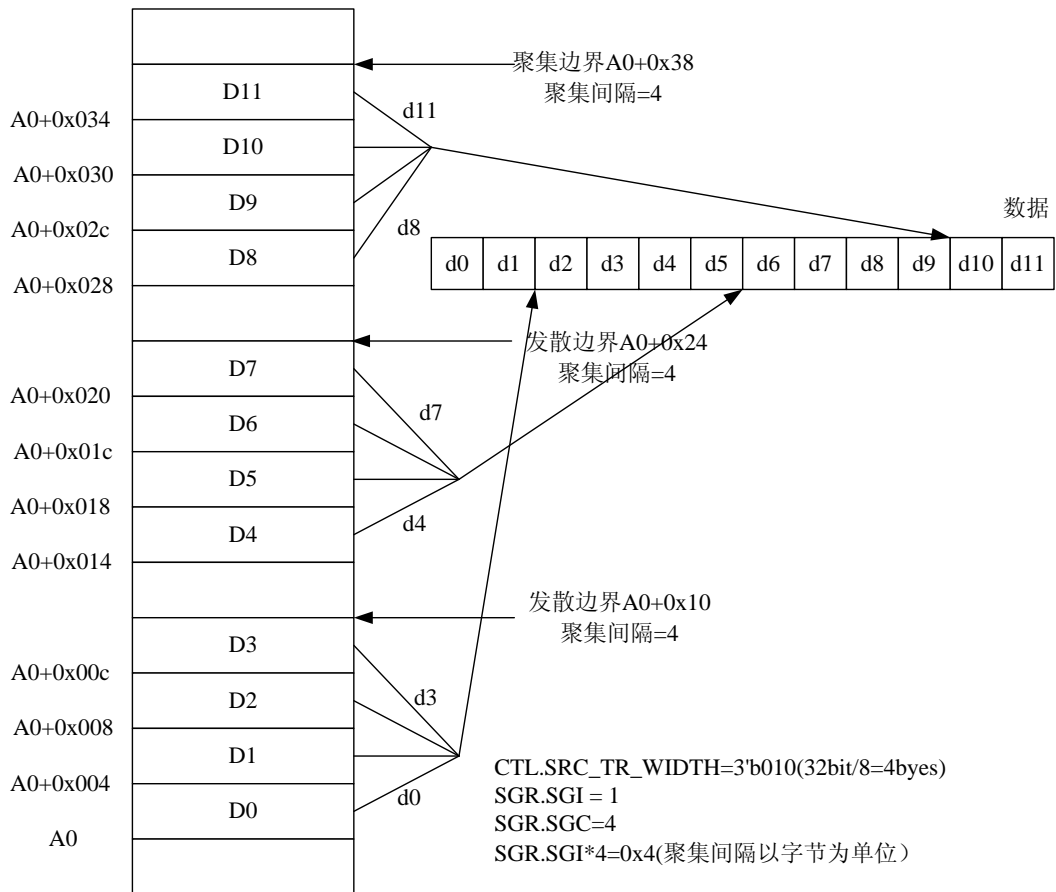 聚集边界A0+0x38
聚集间隔=4
D11
d11
A0+0x034
D10
A0+0x030
D9
数据
A0+0x02c
d8
D8
d0 d1 d2 d3 d4 d5 d6 d7 d8 d9 d10 d11
A0+0x028
发散边界A0+0x24
聚集间隔=4
D7
A0+0x020
d7
D6
A0+0x01c
D5
A0+0x018
d4
D4
A0+0x014
发散边界A0+0x10
聚集间隔=4
D3
A0+0x00c
d3
D2
A0+0x008
D1
CTL.SRC_TR_WIDTH=3'b010(32bit/8=4byes)
A0+0x004
d0
SGR.SGI = 1
D0
SGR.SGC=4
A0
SGR.SGI*4=0x4(聚集间隔以字节为单位）